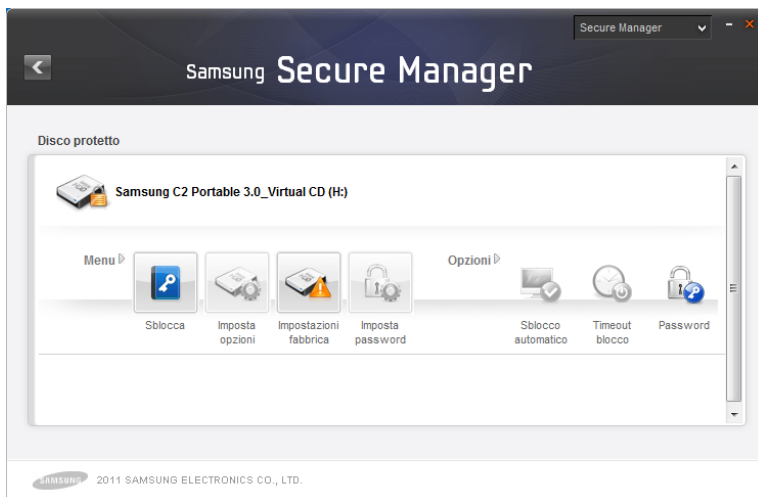 Secure Manager
Samsung Secure Manager
Disco protetto
Samsung C2 Portable 3.0_Virtual CD (H:)
Menu
Sblocca
Imposta
opzioni
Impostazioni
fabbrica
Imposta
password
Opzioni
Sblocco
automatico
Timeout
blocco
Password
SAMSUNG 2011 SAMSUNG ELECTRONICS CO., LTD.